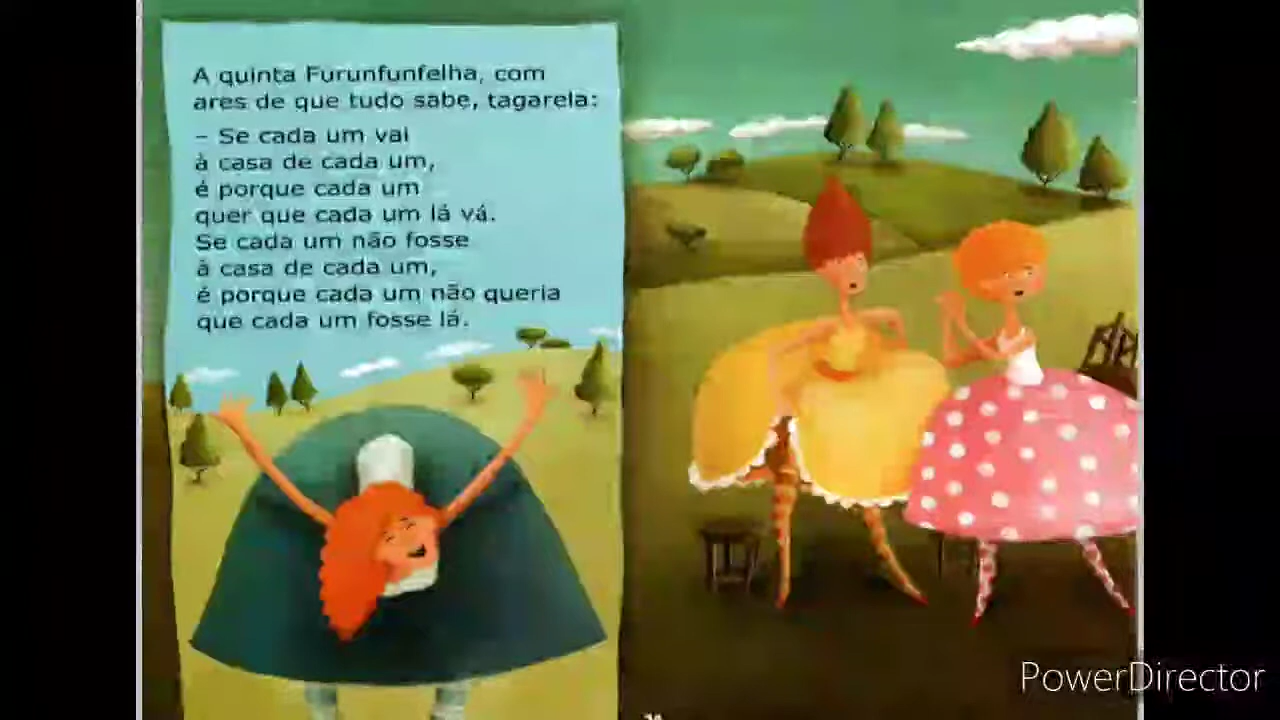 A quinta Furunfunfelha, com
ares de que tudo sabe, tagarela:
– Se cada um vai
à casa de cada um,
é porque cada um
quer que cada um lá vá.
Se cada um não fosse
à casa de cada um,
é porque cada um não queria
que cada um fosse lá.
PowerDirector